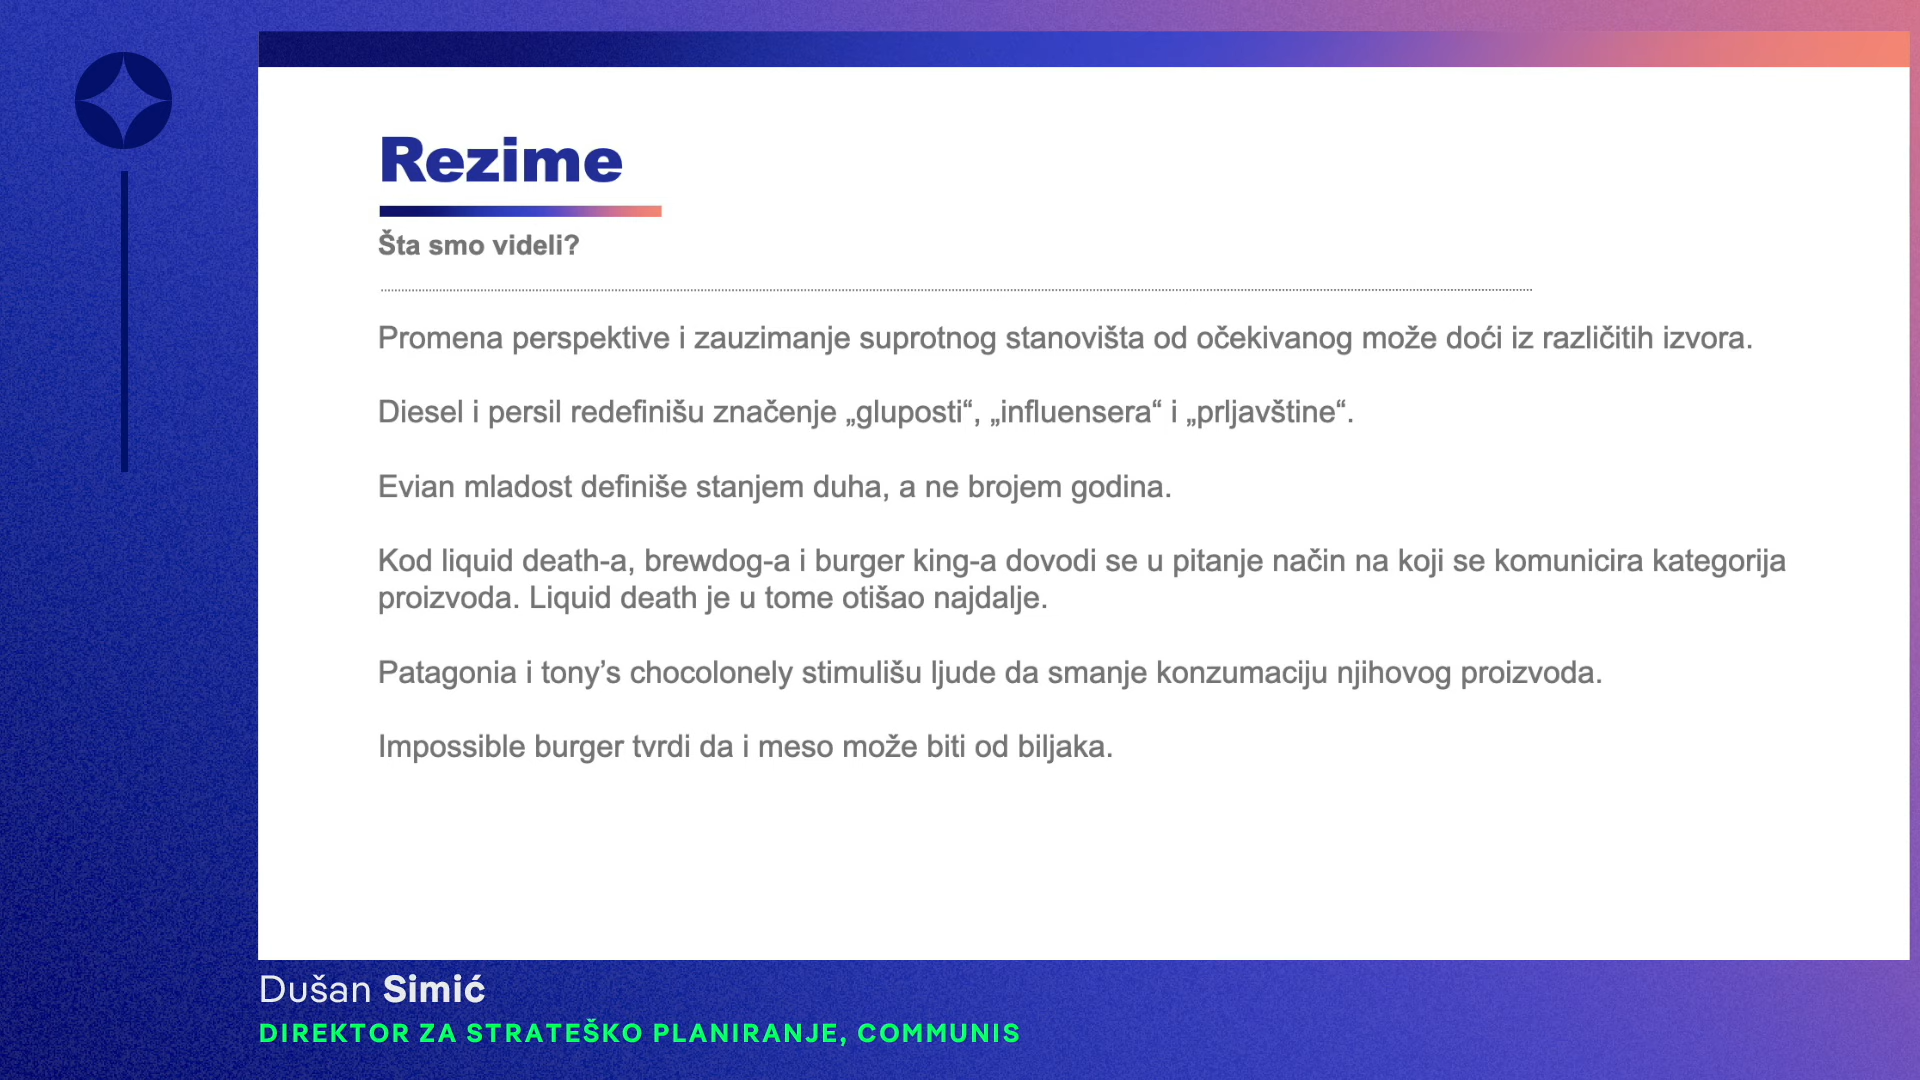 Rezime
Šta smo videli?
Promena perspektive i zauzimanje suprotnog stanovišta od očekivanog može doći iz različitih izvora.
Diesel i persil redefinišu značenje „gluposti“, „influensera“ i „prljavštine“.
Evian mladost definiše stanjem duha, a ne brojem godina.
Kod liquid death-a, brewdog-a i burger king-a dovodi se u pitanje način na koji se komunicira kategorija
proizvoda. Liquid death je u tome otišao najdalje.
Patagonia i tony’s chocolonely stimulišu ljude da smanje konzumaciju njihovog proizvoda.
Impossible burger tvrdi da i meso može biti od biljaka.
Dušan Simić
DIREKTOR ZA STRATEŠKO PLANIRANJE, COMMUNIS